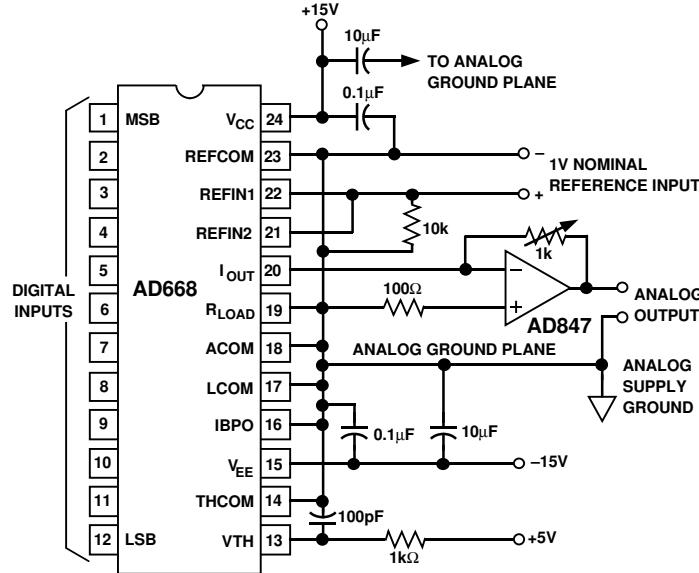 +15V
10µF
TO ANALOG
GROUND PLANE
0.1µF
1 MSB
VCC 24
2
REFCOM 23
−
1V NOMINAL
REFERENCE INPUT
3
REFIN1 22
+
10k
4
REFIN2 21
1k
5
IOUT 20
−
DIGITAL
INPUTS
AD668
6
RLOAD 19
100Ω
+
AD847
ANALOG
OUTPUT
7
ACOM 18
ANALOG GROUND PLANE
ANALOG
SUPPLY
GROUND
8
LCOM 17
9
IBPO 16
0.1µF
10µF
10
VEE 15
−15V
11
THCOM 14
100pF
12 LSB
VTH 13
1kΩ
+5V